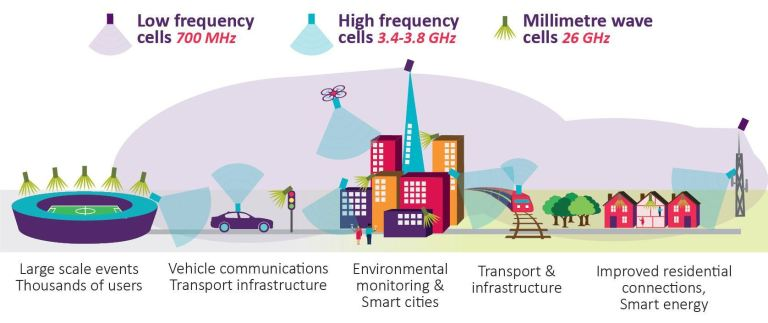 Low frequency
cells 700 MHz
High frequency
cells 3.4-3.8 GHz
Millimetre wave
cells 26 GHz
Large scale events
Thousands of users
Vehicle communications
Transport infrastructure
Environmental
monitoring &
Smart cities
Transport &
infrastructure
Improved residential
connections,
Smart energy